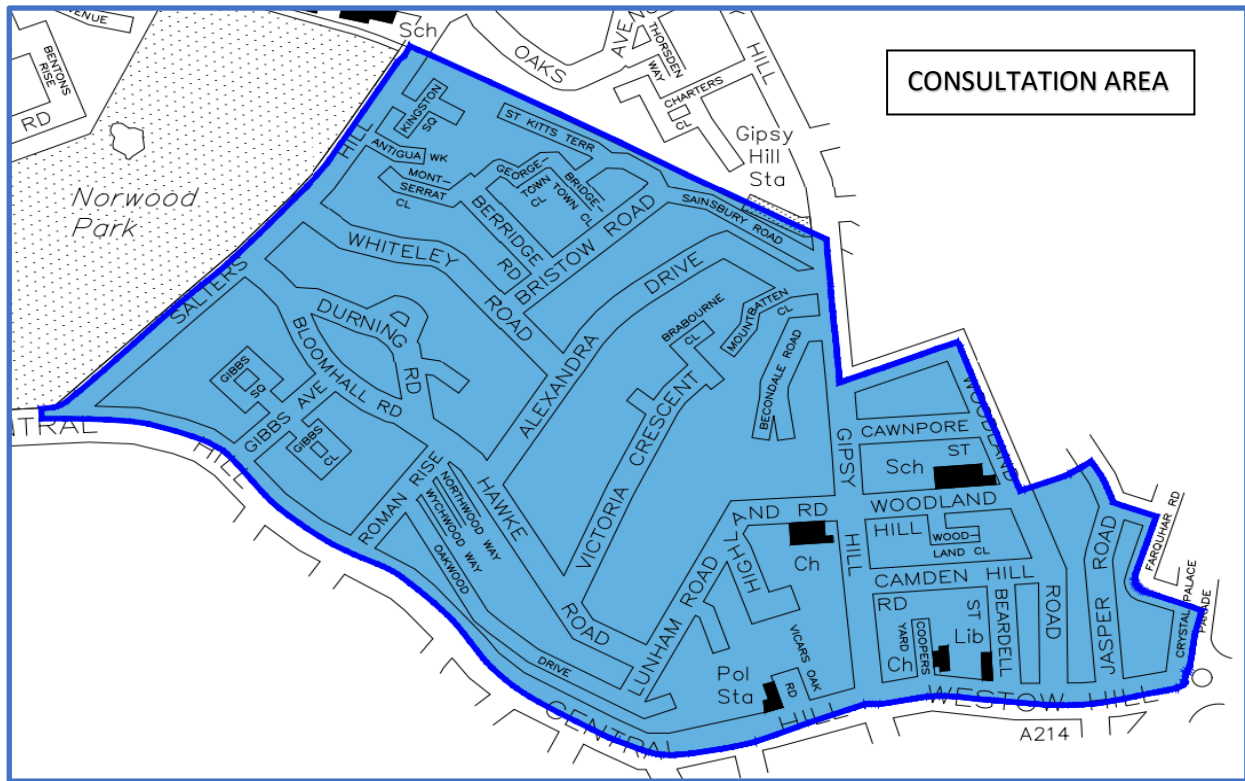 VENUE
BENTONS
RISE
RD
Sch
OAKS
AVEN
THORSDEN
WAY
CHARTERS
CL
Y
HILL
CONSULTATION AREA
Gipsy
Hill
Sta
Norwood
Park
KINGSTON
SQ
ST KITTS TERR
HILL
ANTIGUA WK
MONT-
SERRAT
CL
GEORGE-
TOWN
CL
BRIDGE-
TOWN CL
SAINSBURY ROAD
BERRIDGE
RD
BRISTOW ROAD
WHITELEY
ROAD
SALTERS
DURNING
RD
ALEXANDRA DRIVE
BRABOURNE
CL
MOUNTBATTEN
CL
BECONDALE ROAD
BLOOMHALL RD
GIBBS
SQ
GIBBS AVE
GIBBS
CL
NTRAL
HILL
ROMAN RISE
NORTHWOOD WAY
WYCHWOOD WAY
OAKWOOD
DRIVE
HAWKE
ROAD
VICTORIA CRESCENT
CAWNPORE
ST
WOODLAND
Sch
GIPSY
HILL
WOODLAND
HILL
WOOD-
LAND CL
HIGHL
AND RD
Ch
LUNHAM ROAD
CAMDEN HILL
RD
ST
BEARDELL
ROAD
JASPER ROAD
FARQUHAR RD
CRYSTAL PALACE
PARADE
COOPERS
YARD
Ch
Lib
VICARS OAK
RD
Pol
Sta
CENTRAL
HILL
WESTOW HILL
A214